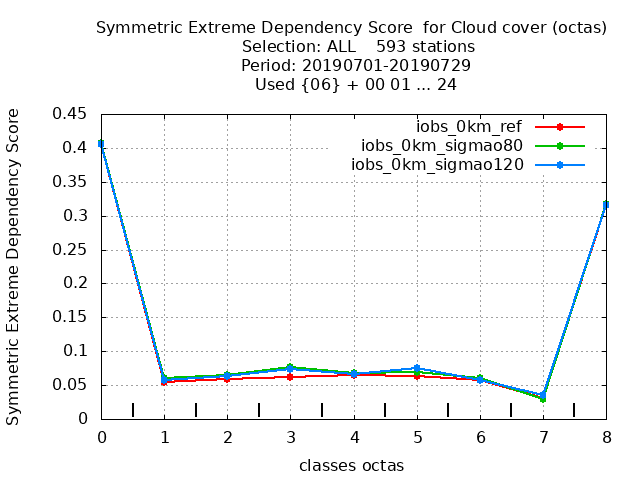 Symmetric Extreme Dependency Score  for Cloud cover (octas)
Selection: ALL    593 stations
Period: 20190701-20190729
Used {06} + 00 01 ... 24
Symmetric Extreme Dependency Score
0.45
0.4
0.35
0.3
0.25
0.2
0.15
0.1
0.05
0
iobs_0km_ref
iobs_0km_sigmao80
iobs_0km_sigmao120
0 1 2 3 4 5 6 7 8
classes octas